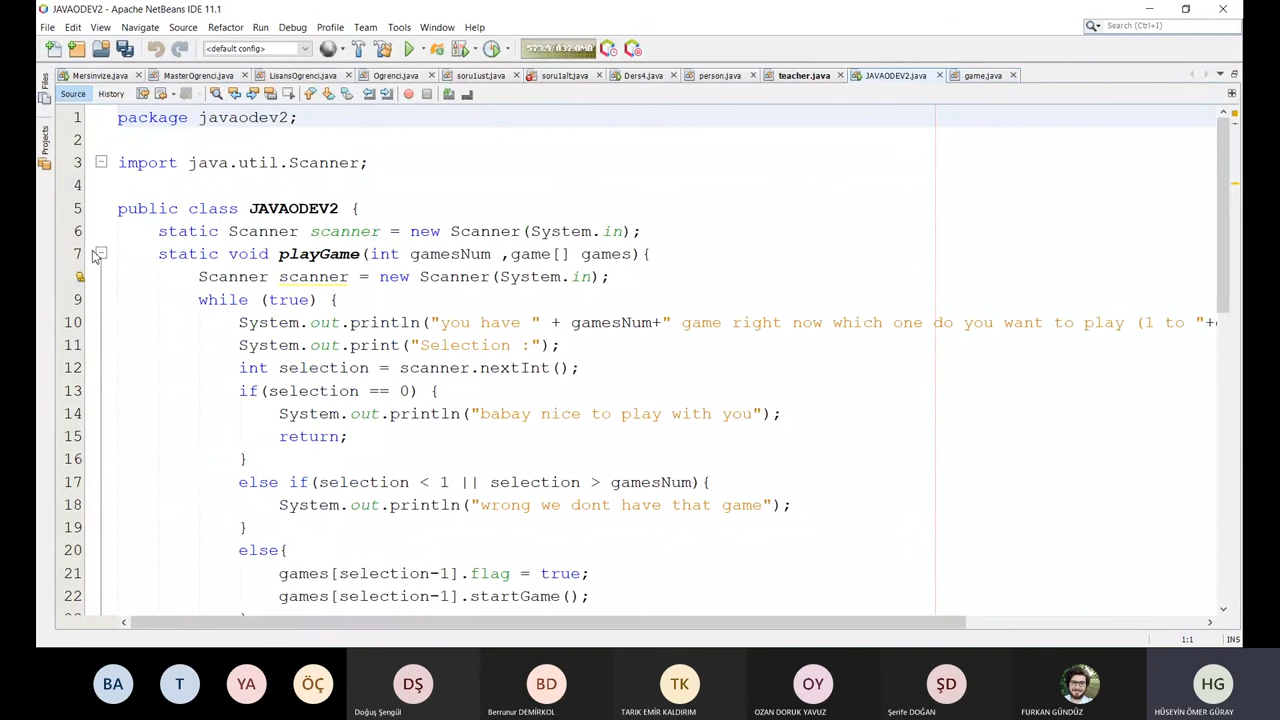 JAVAODEV2 - Apache NetBeans IDE 11.1
File Edit View Navigate Source Refactor Run Debug Profile Team Tools Window Help
Search (Ctrl+I)
<default config>
573.9/832.0MB
Mersinvize.java MasterOgrenci.java LisansOgrenci.java Ogrenci.java soru1ust.java soru1alt.java Ders4.java person.java teacher.java JAVAODEV2.java game.java
Files
Projects
Source History
1 package javaodev2;
2
3 import java.util.Scanner;
4
5 public class JAVAODEV2 {
6 static Scanner scanner = new Scanner(System.in);
7 static void playGame(int gamesNum ,game[] games){
Scanner scanner = new Scanner(System.in);
9 while (true) {
10 System.out.println("you have " + gamesNum+" game right now which one do you want to play (1 to "+
11 System.out.print("Selection :");
12 int selection = scanner.nextInt();
13 if(selection == 0) {
14 System.out.println("babay nice to play with you");
15 return;
16 }
17 else if(selection < 1 || selection > gamesNum){
18 System.out.println("wrong we dont have that game");
19 }
20 else{
21 games[selection-1].flag = true;
22 games[selection-1].startGame();
1:1 INS
BA T YA ÖÇ DŞ BD TK OY ŞD HG
Doğuş Şengül Berrunur DEMİRKOL TARIK EMİR KALDIRIM OZAN DORUK YAVUZ Şerife DOĞAN FURKAN GÜNDÜZ HÜSEYİN ÖMER GÜRAY